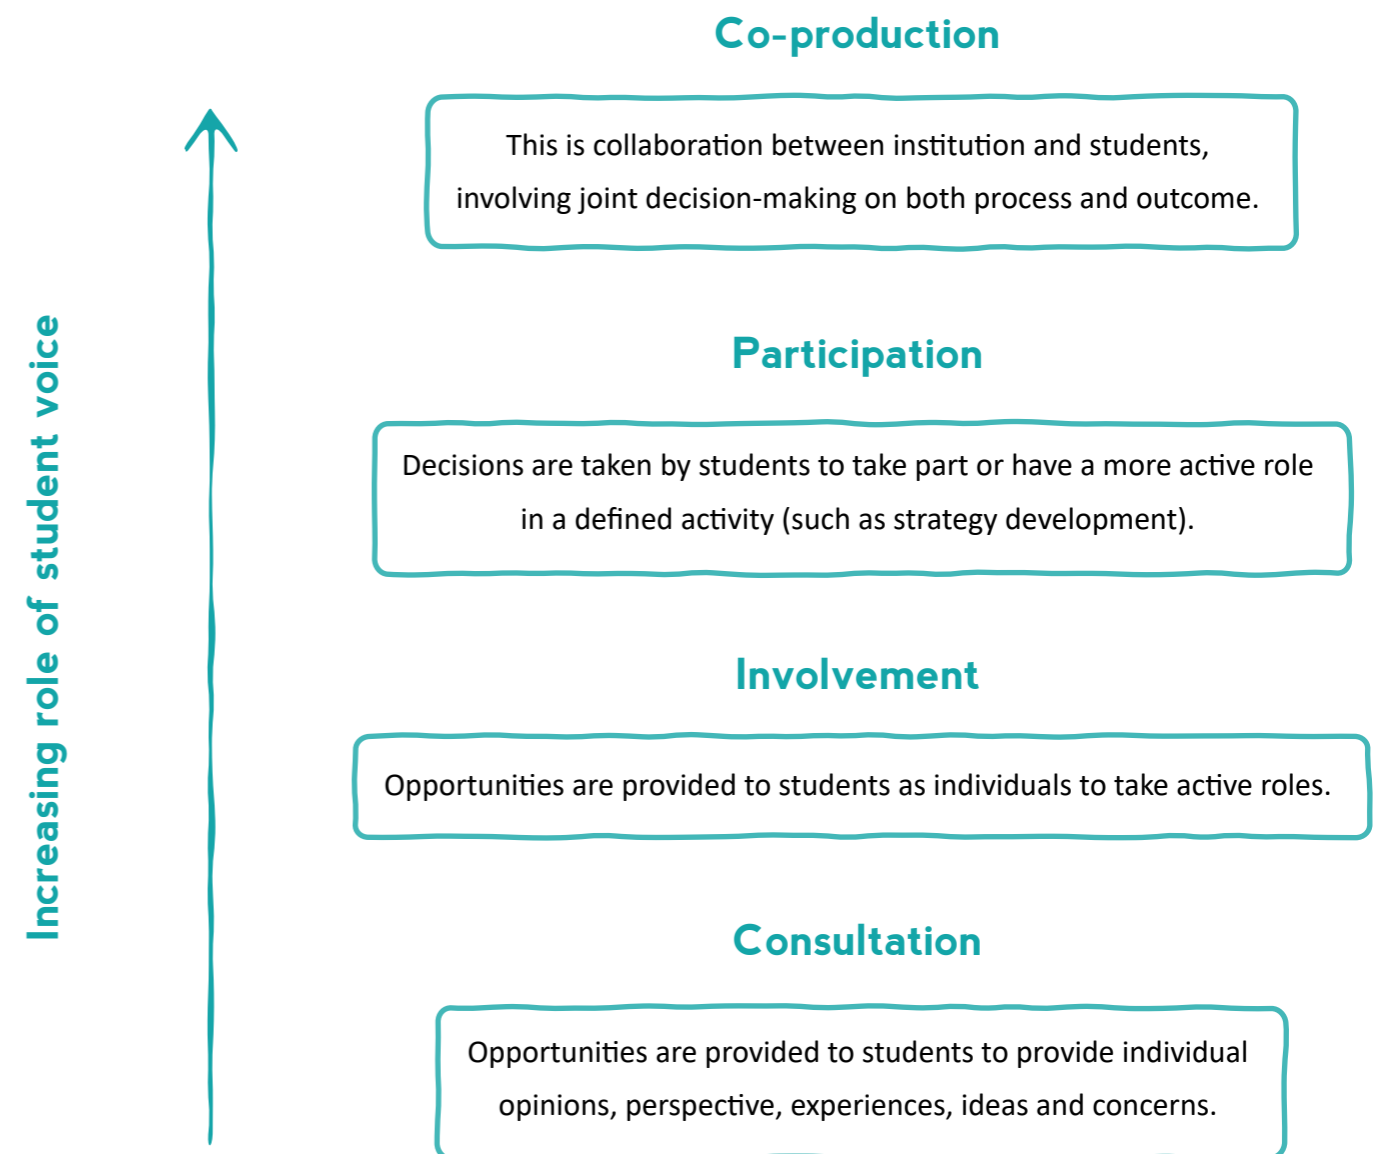 Co-production
This is collaboration between institution and students,
involving joint decision-making on both process and outcome.
Increasing role of student voice
Participation
Decisions are taken by students to take part or have a more active role
in a defined activity (such as strategy development).
Involvement
Opportunities are provided to students as individuals to take active roles.
Consultation
Opportunities are provided to students to provide individual
opinions, perspective, experiences, ideas and concerns.